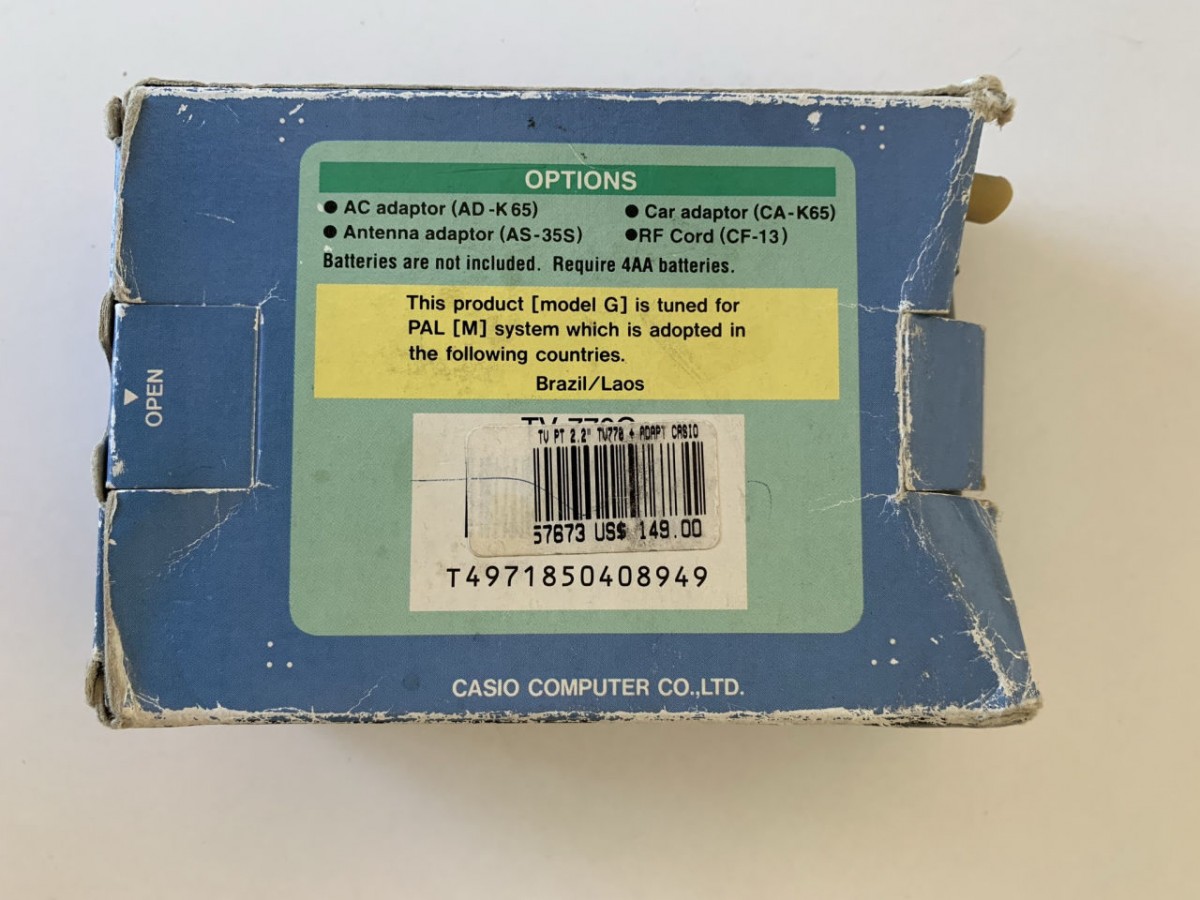 OPTIONS
● AC adaptor (AD-K65) ● Car adaptor (CA-K65)
● Antenna adaptor (AS-35S) ●RF Cord (CF-13)
Batteries are not included. Require 4AA batteries.
This product [model G] is tuned for
PAL [M] system which is adopted in
the following countries.
Brazil/Laos
OPEN
TV PT 2.2" TV770 + ADAPT CASIO
57673 US$ 149.00
T4971850408949
CASIO COMPUTER CO.,LTD.